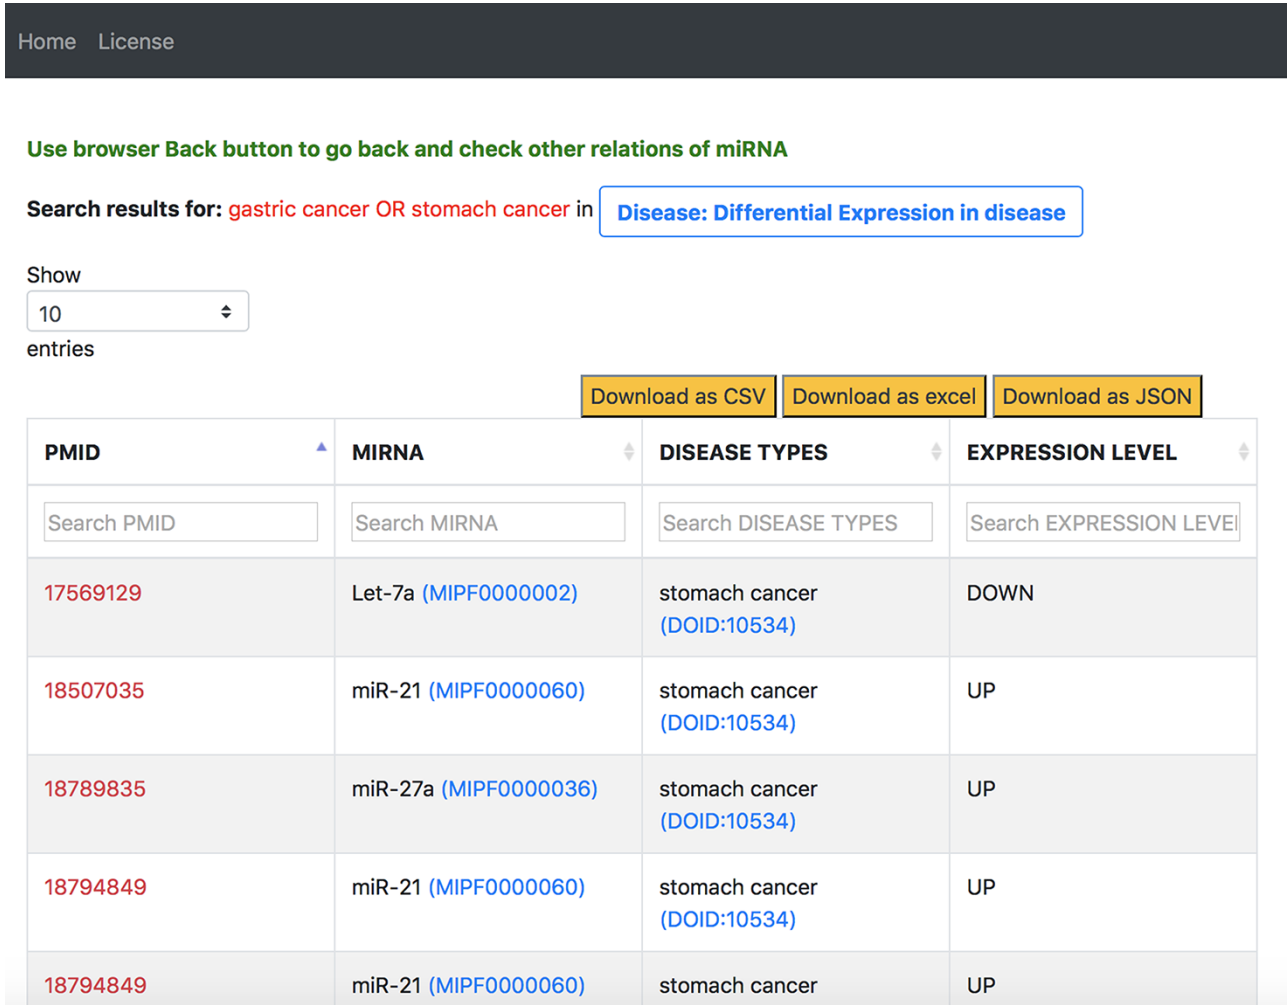 Home License
Use browser Back button to go back and check other relations of miRNA
Search results for: gastric cancer OR stomach cancer in Disease: Differential Expression in disease
Show
10
entries
Download as CSV Download as excel Download as JSON
PMID MIRNA DISEASE TYPES EXPRESSION LEVEL
Search PMID Search MIRNA Search DISEASE TYPES Search EXPRESSION LEVEL
17569129 Let-7a (MIPF0000002) stomach cancer DOWN
(DOID:10534)
18507035 miR-21 (MIPF0000060) stomach cancer UP
(DOID:10534)
18789835 miR-27a (MIPF0000036) stomach cancer UP
(DOID:10534)
18794849 miR-21 (MIPF0000060) stomach cancer UP
(DOID:10534)
18794849 miR-21 (MIPF0000060) stomach cancer UP